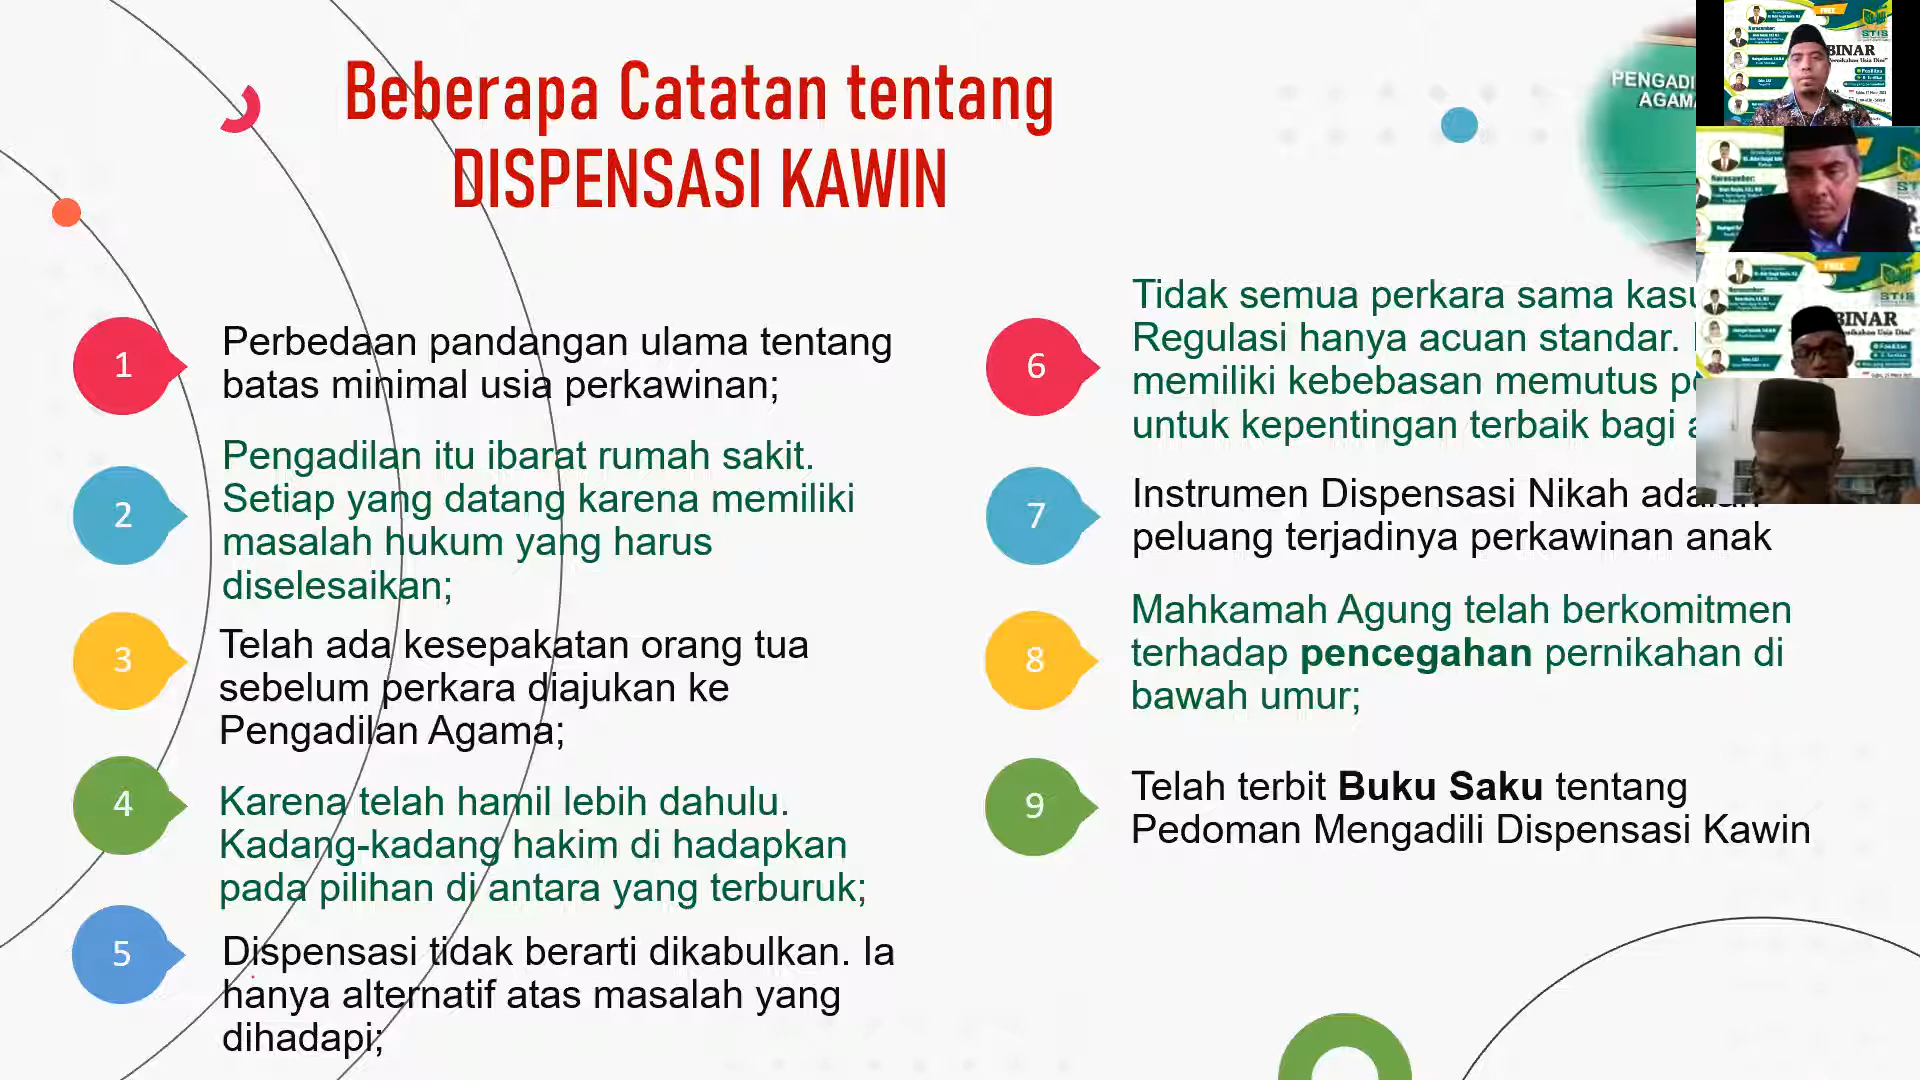 Beberapa Catatan tentang
DISPENSASI KAWIN
1
Perbedaan pandangan ulama tentang
batas minimal usia perkawinan;
2
Pengadilan itu ibarat rumah sakit.
Setiap yang datang karena memiliki
masalah hukum yang harus
diselesaikan;
3
Telah ada kesepakatan orang tua
sebelum perkara diajukan ke
Pengadilan Agama;
4
Karena telah hamil lebih dahulu.
Kadang-kadang hakim di hadapkan
pada pilihan di antara yang terburuk;
5
Dispensasi tidak berarti dikabulkan. Ia
hanya alternatif atas masalah yang
dihadapi;
6
Tidak semua perkara sama
Regulasi hanya acuan standar.
memiliki kebebasan memutus
untuk kepentingan terbaik bagi
7
Instrumen Dispensasi Nikah adalah
peluang terjadinya perkawinan anak
8
Mahkamah Agung telah berkomitmen
terhadap pencegahan pernikahan di
bawah umur;
9
Telah terbit Buku Saku tentang
Pedoman Mengadili Dispensasi Kawin
PENGADI
AGAMA
FREE
STIS
BINAR
STIS
BINAR